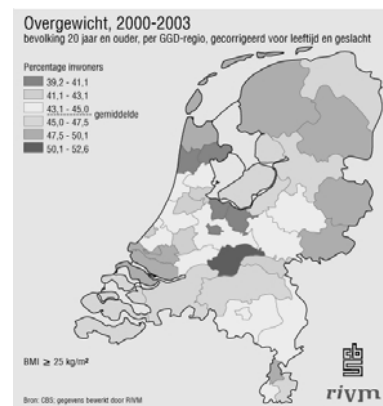 Overgewicht, 2000-2003
bevolking 20 jaar en ouder, per GGD-regio, gecorrigeerd voor leeftijd en geslacht
Percentage inwoners
39,2 - 41,1
41,1 - 43,1
43,1 - 45,0
gemiddelde
45,0 - 47,5
47,5 - 50,1
50,1 - 52,6
BMI ≥ 25 kg/m²
cbs
rivm
Bron: CBS: gegevens bewerkt door RIVM